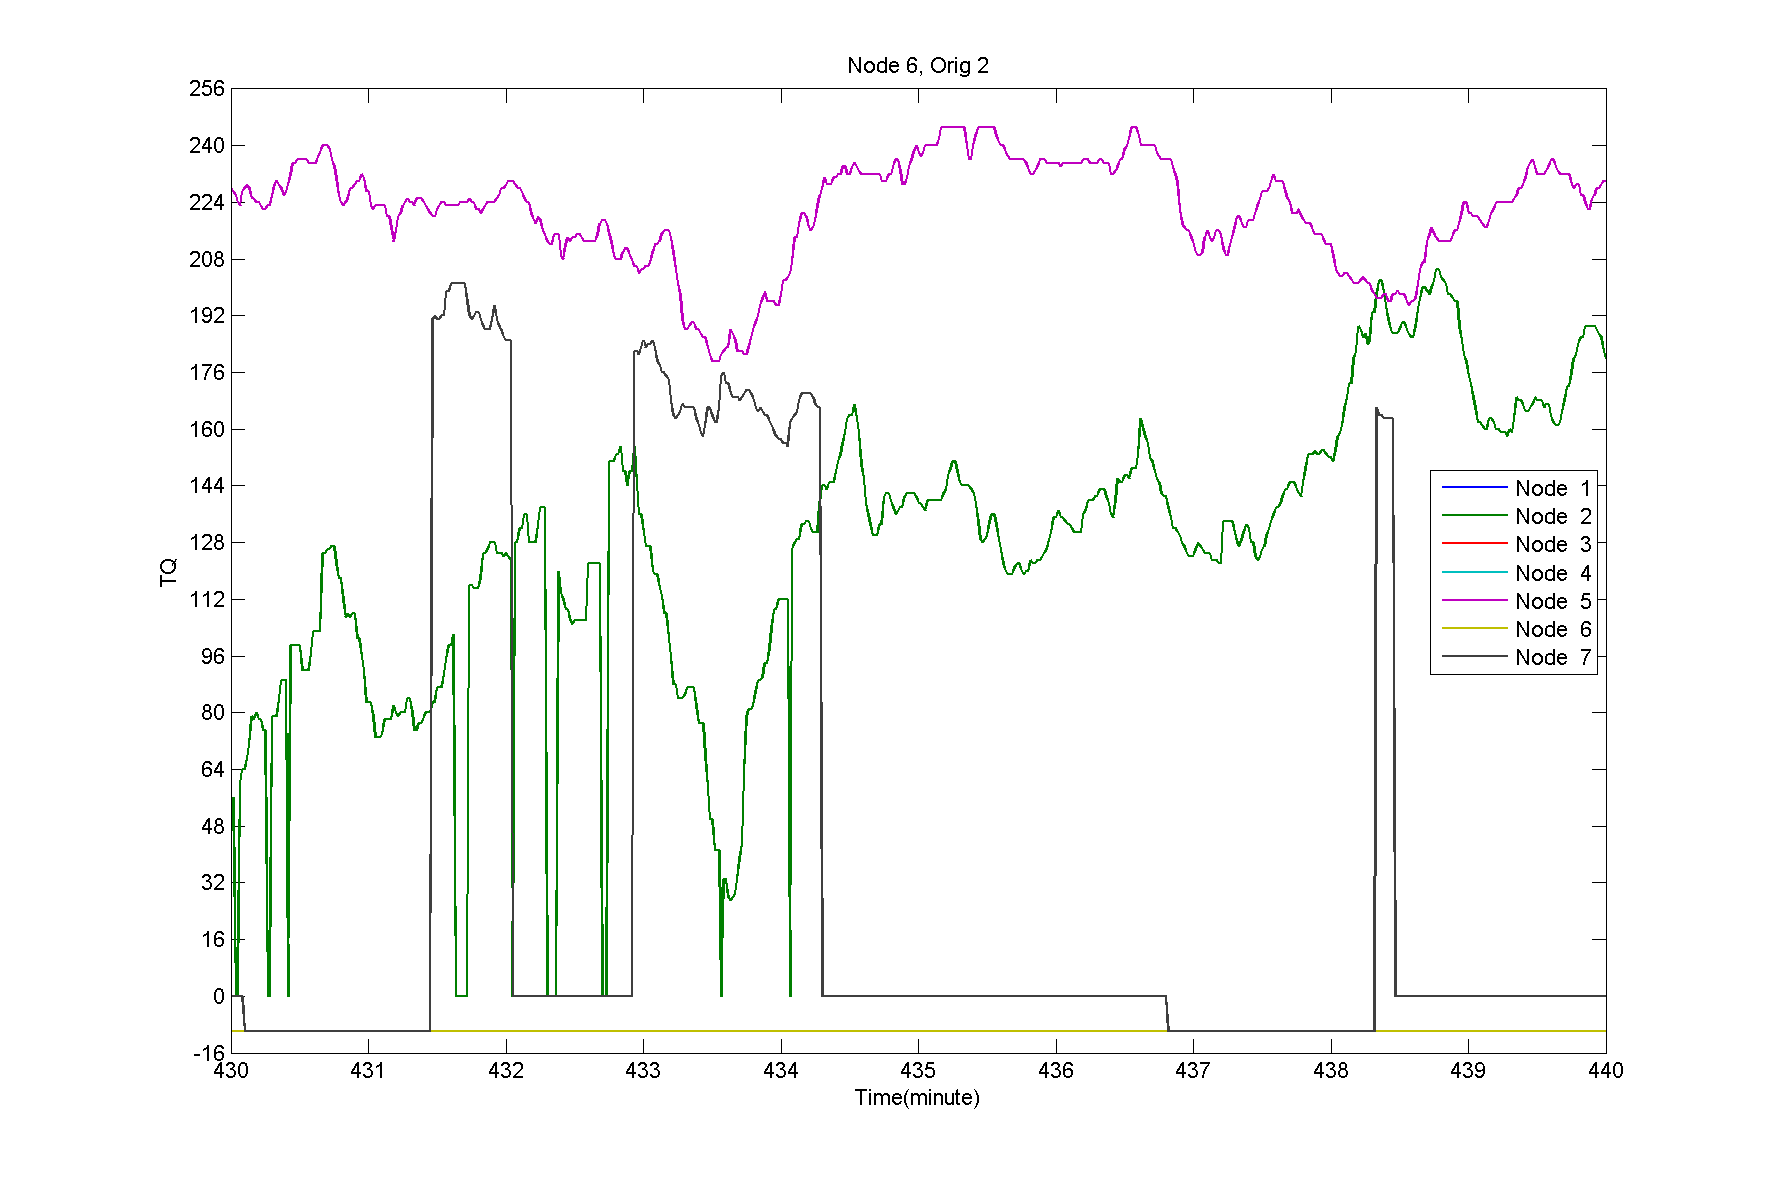 Node 6, Orig 2
256
240
224
208
192
176
160
144
128
112
96
80
64
48
32
16
0
-16
TQ
430 431 432 433 434 435 436 437 438 439 440
Time(minute)
Node 1
Node 2
Node 3
Node 4
Node 5
Node 6
Node 7